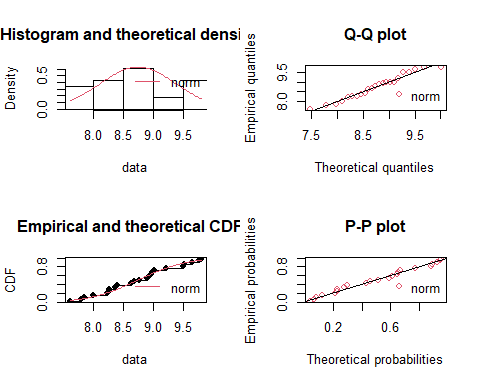 Histogram and theoretical densi
Density
0.0
0.5
norm
8.0 8.5 9.0 9.5
data
Q-Q plot
Empirical quantiles
8.0
9.5
norm
7.5 8.0 8.5 9.0 9.5
Theoretical quantiles
Empirical and theoretical CDF
CDF
0.0
0.8
norm
8.0 8.5 9.0 9.5
data
P-P plot
Empirical probabilities
0.0
0.8
norm
0.2 0.6
Theoretical probabilities